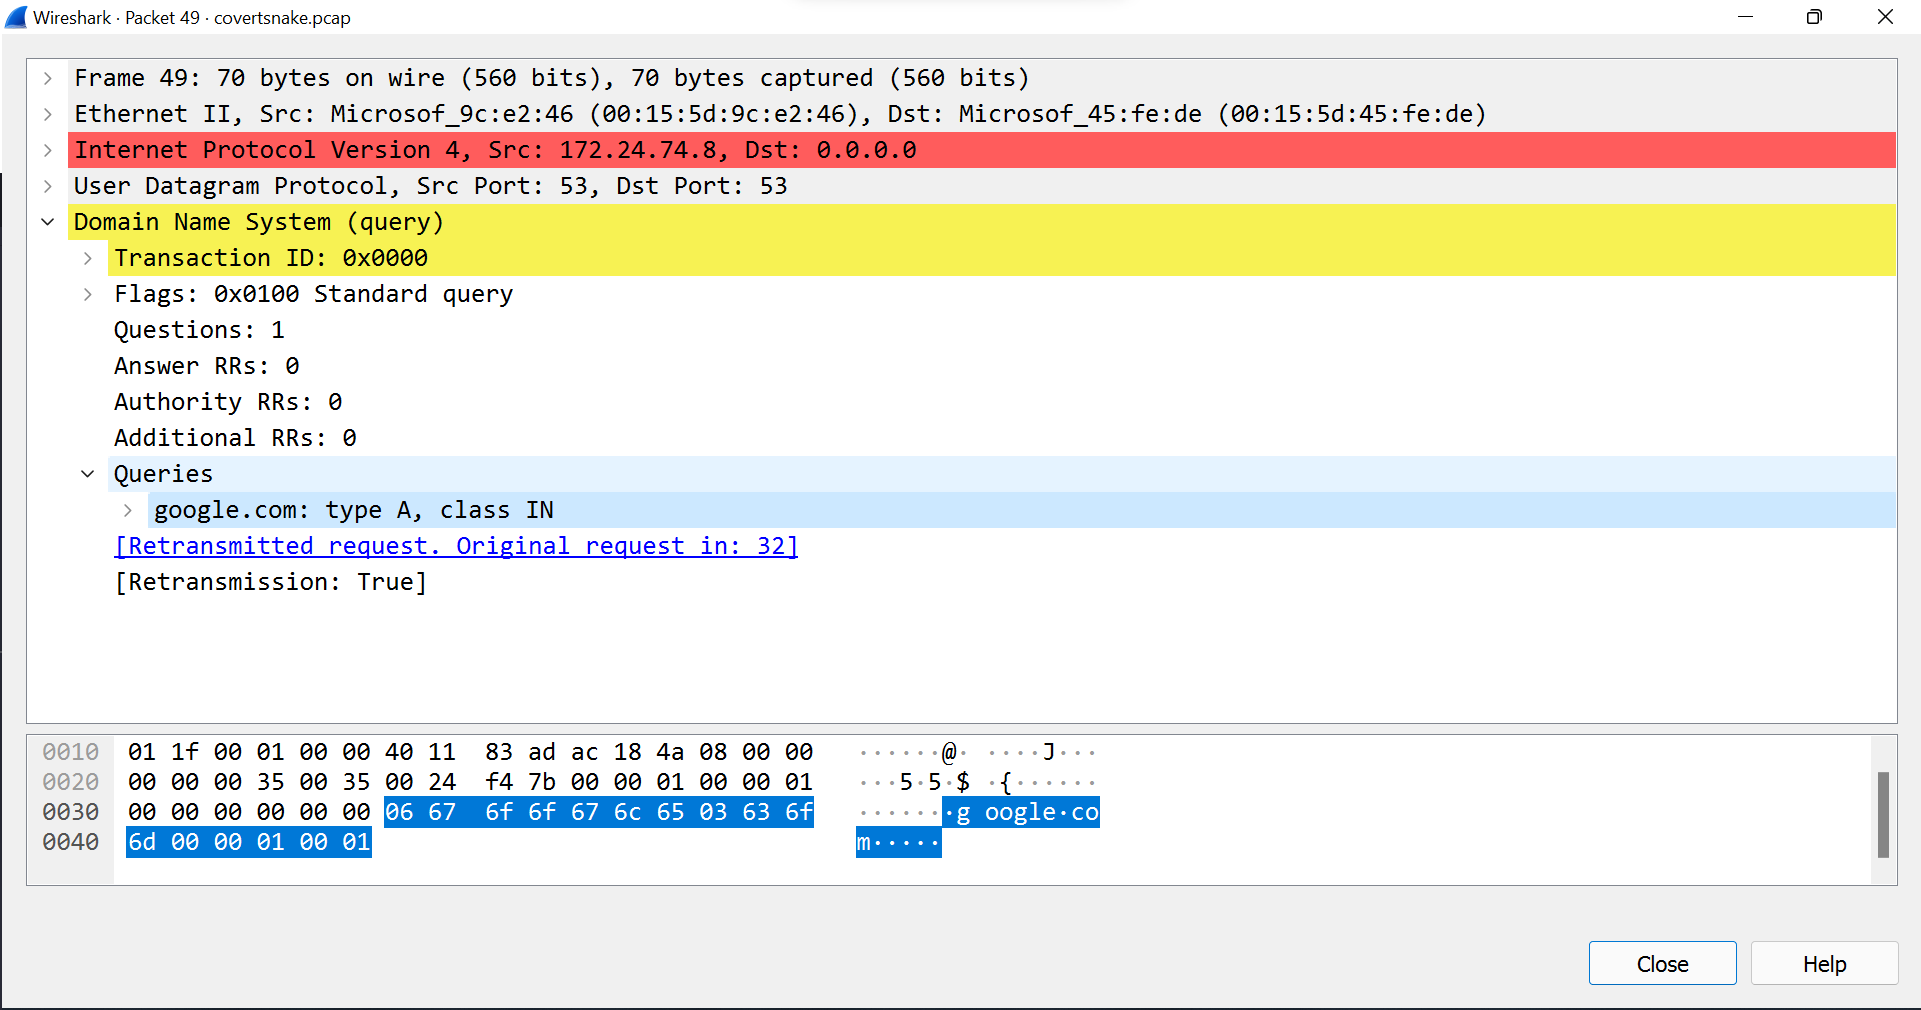 Wireshark · Packet 49 · covertsnake.pcap
Frame 49: 70 bytes on wire (560 bits), 70 bytes captured (560 bits)
Ethernet II, Src: Microsof_9c:e2:46 (00:15:5d:9c:e2:46), Dst: Microsof_45:fe:de (00:15:5d:45:fe:de)
Internet Protocol Version 4, Src: 172.24.74.8, Dst: 0.0.0.0
User Datagram Protocol, Src Port: 53, Dst Port: 53
Domain Name System (query)
Transaction ID: 0x0000
Flags: 0x0100 Standard query
Questions: 1
Answer RRs: 0
Authority RRs: 0
Additional RRs: 0
Queries
google.com: type A, class IN
[Retransmitted request. Original request in: 32]
[Retransmission: True]
0010 01 1f 00 01 00 00 40 11 83 ad ac 18 4a 08 00 00 ······@· ····J···
0020 00 00 00 35 00 35 00 24 f4 7b 00 00 01 00 00 01 ···5·5·$ ·{······
0030 00 00 00 00 00 00 06 67 6f 6f 67 6c 65 03 63 6f ·······g oogle·co
0040 6d 00 00 01 00 01 m·····
Close Help